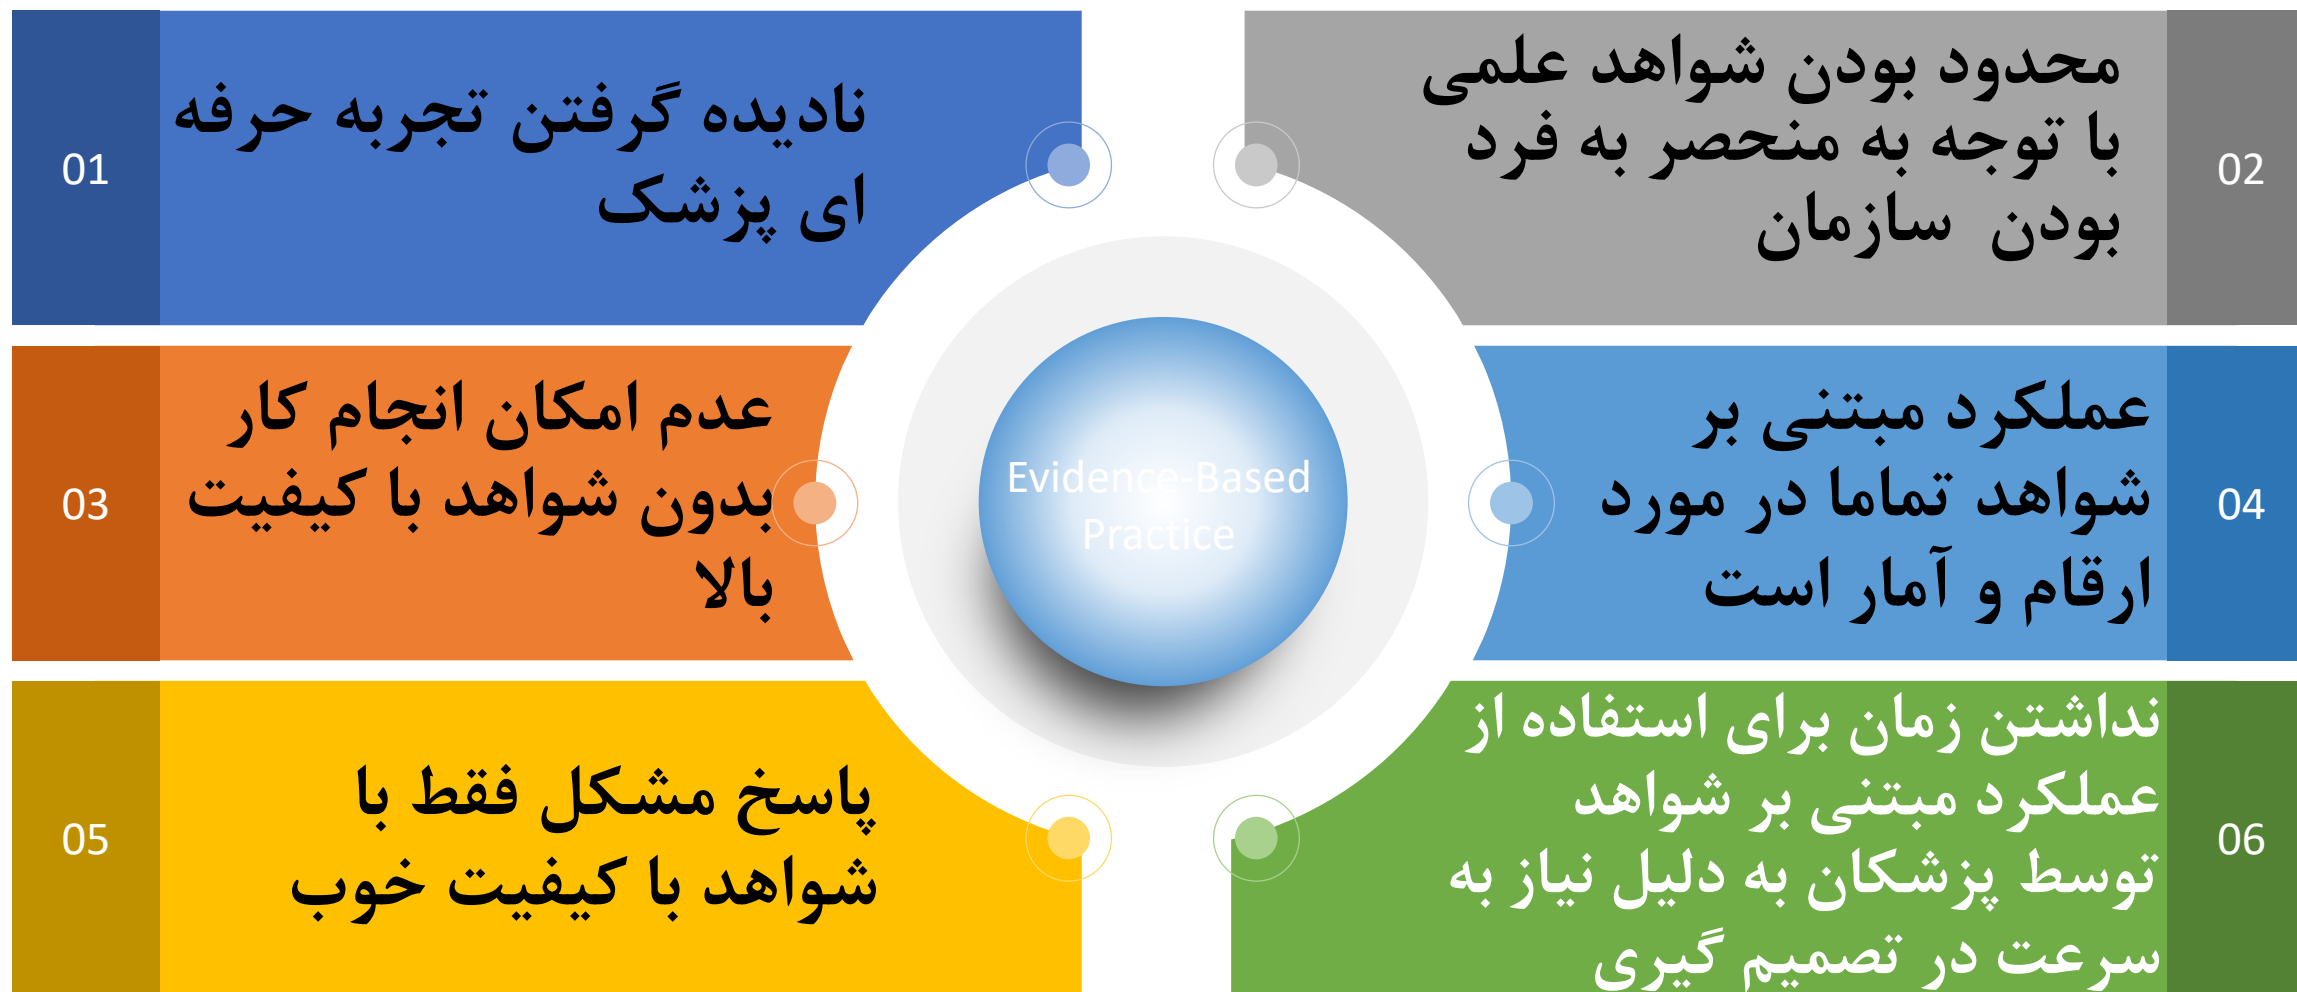 01
نادیده گرفتن تجربه حرفه
ای پزشک
02
محدود بودن شواهد علمی
با توجه به منحصر به فرد
بودن سازمان
03
عدم امکان انجام کار
بدون شواهد با کیفیت
بالا
Evidence-Based
Practice
04
عملکرد مبتنی بر
شواهد تماما در مورد
ارقام و آمار است
05
پاسخ مشکل فقط با
شواهد با کیفیت خوب
06
نداشتن زمان برای استفاده از
عملکرد مبتنی بر شواهد
توسط پزشکان به دلیل نیاز به
سرعت در تصمیم گیری